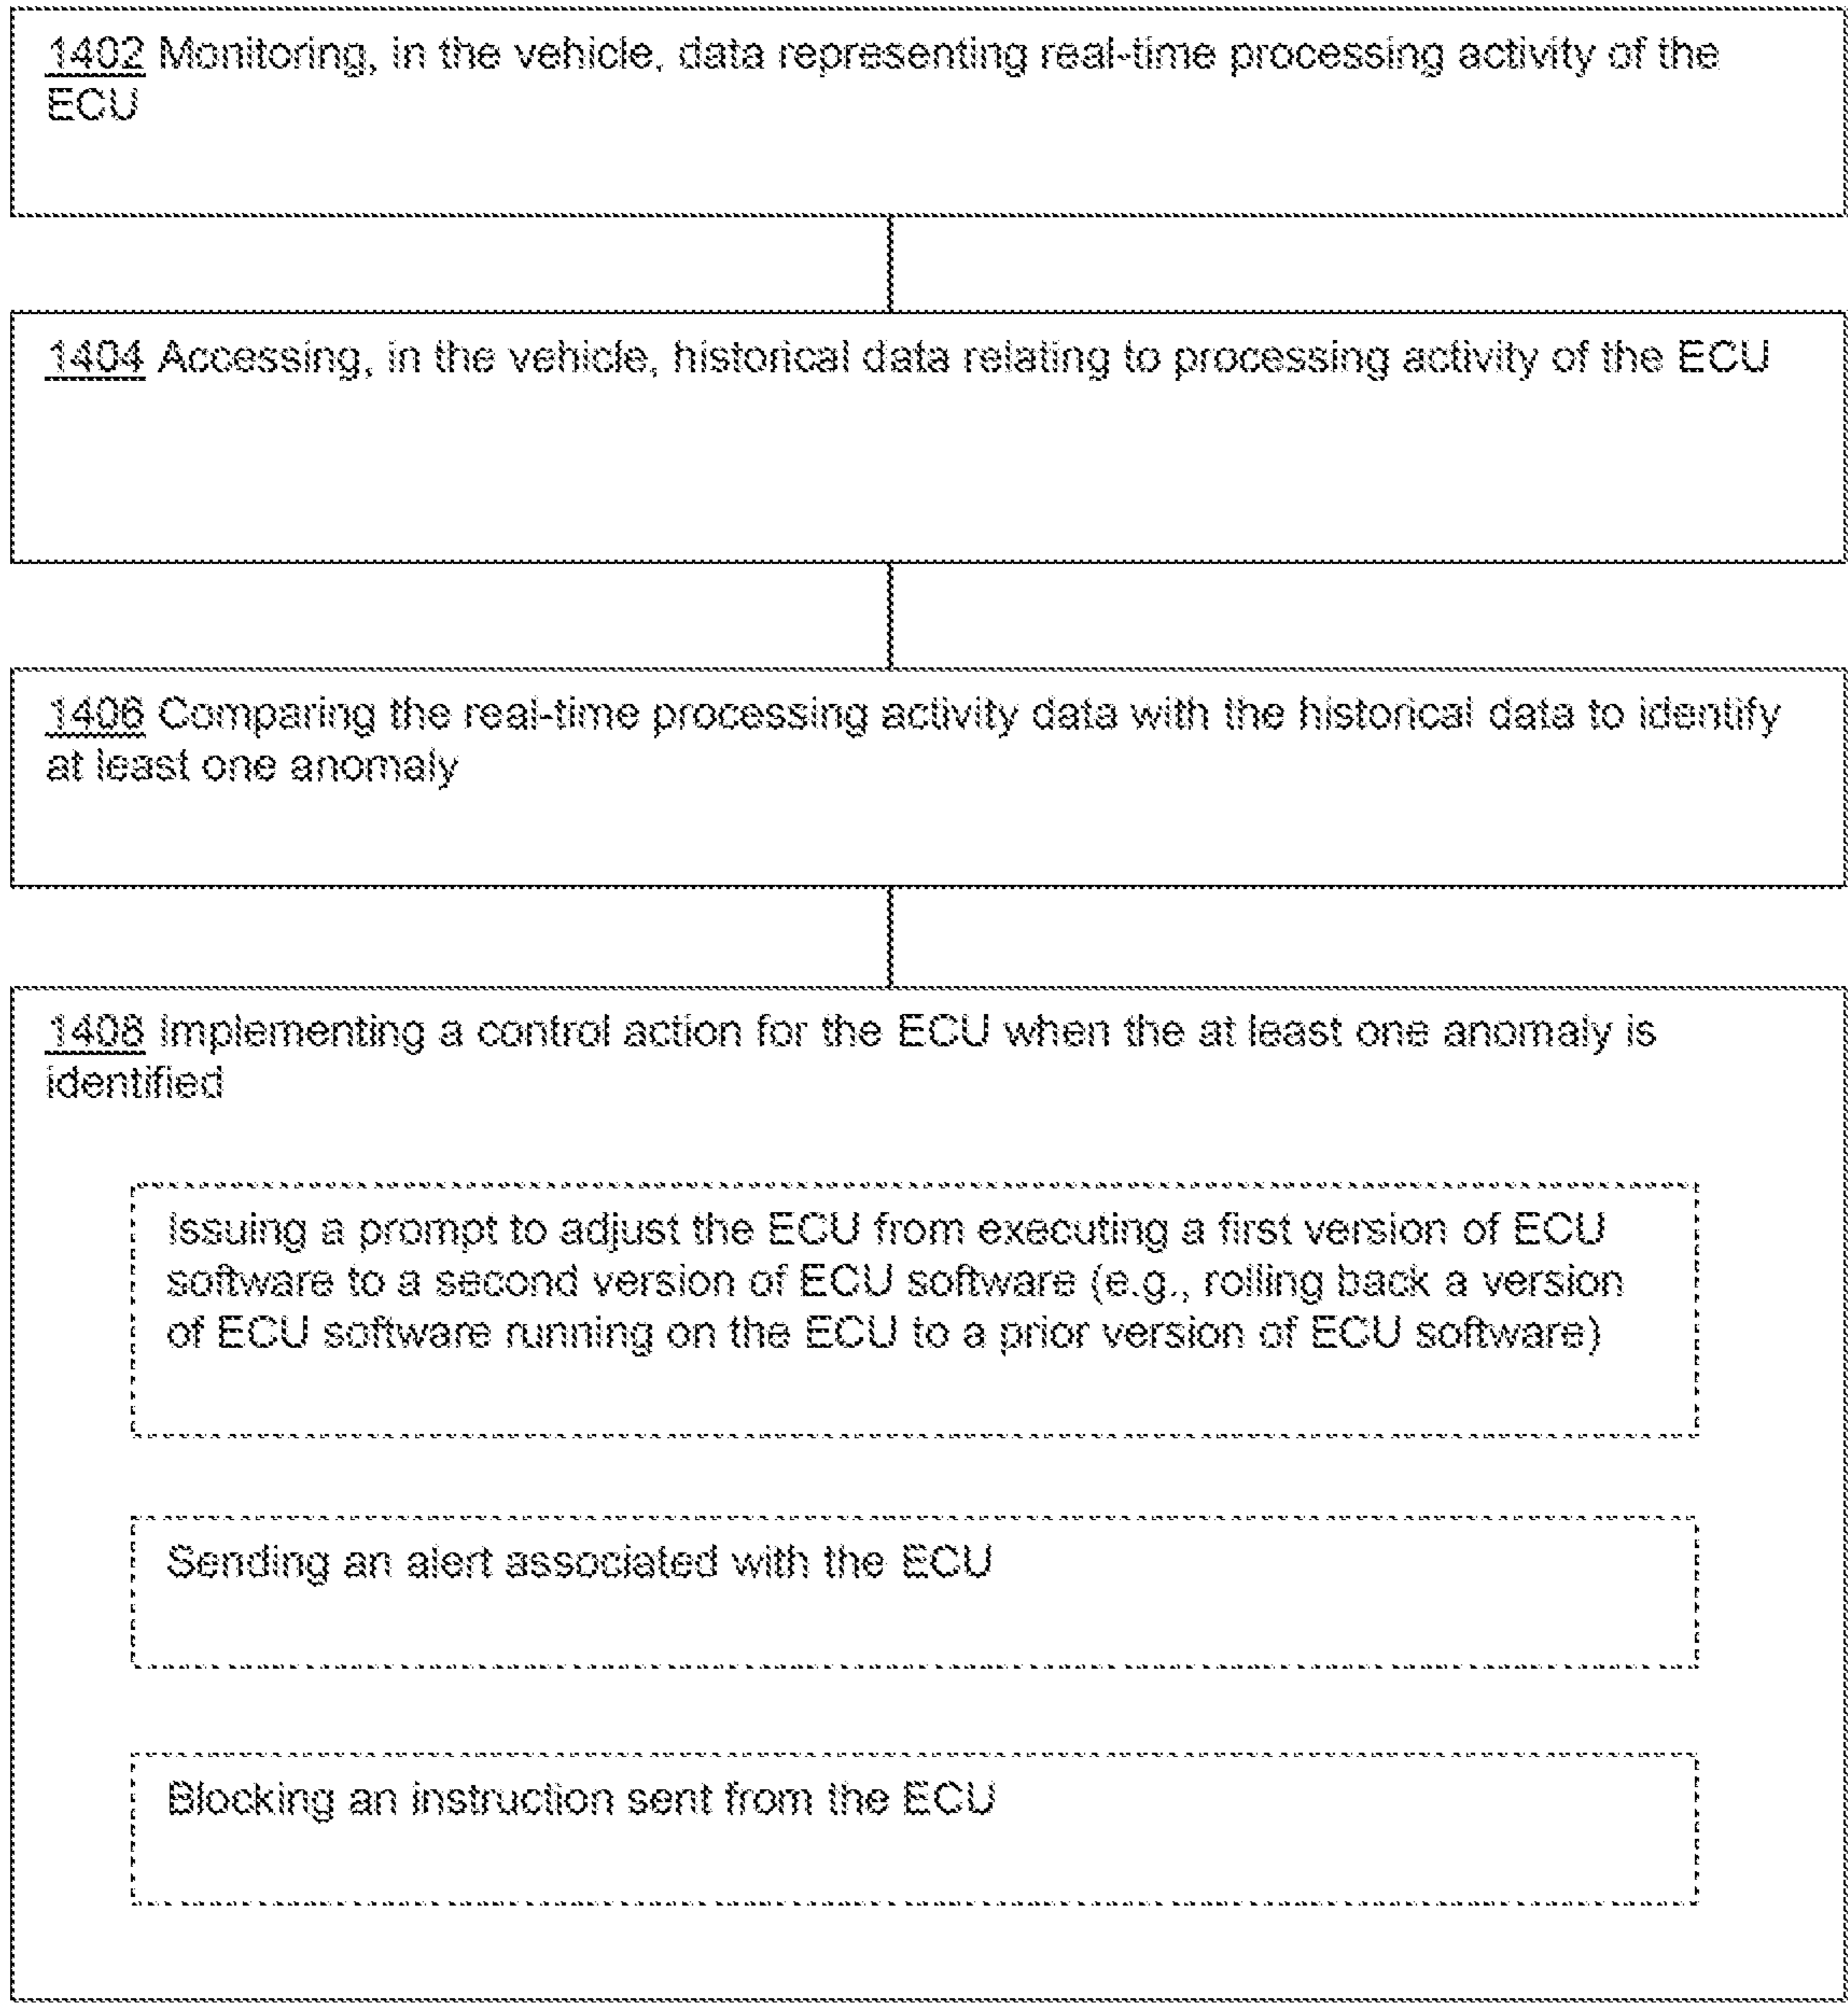 1402 Monitoring, in the vehicle, data representing real-time processing activity of the
ECU
1404 Accessing, in the vehicle, historical data relating to processing activity of the ECU
1406 Comparing the real-time processing activity data with the historical data to identify
at least one anomaly
1408 Implementing a control action for the ECU when the at least one anomaly is
identified
Issuing a prompt to adjust the ECU from executing a first version of ECU
software to a second version of ECU software (e.g., rolling back a version
of ECU software running on the ECU to a prior version of ECU software)
Sending an alert associated with the ECU
Blocking an instruction sent from the ECU